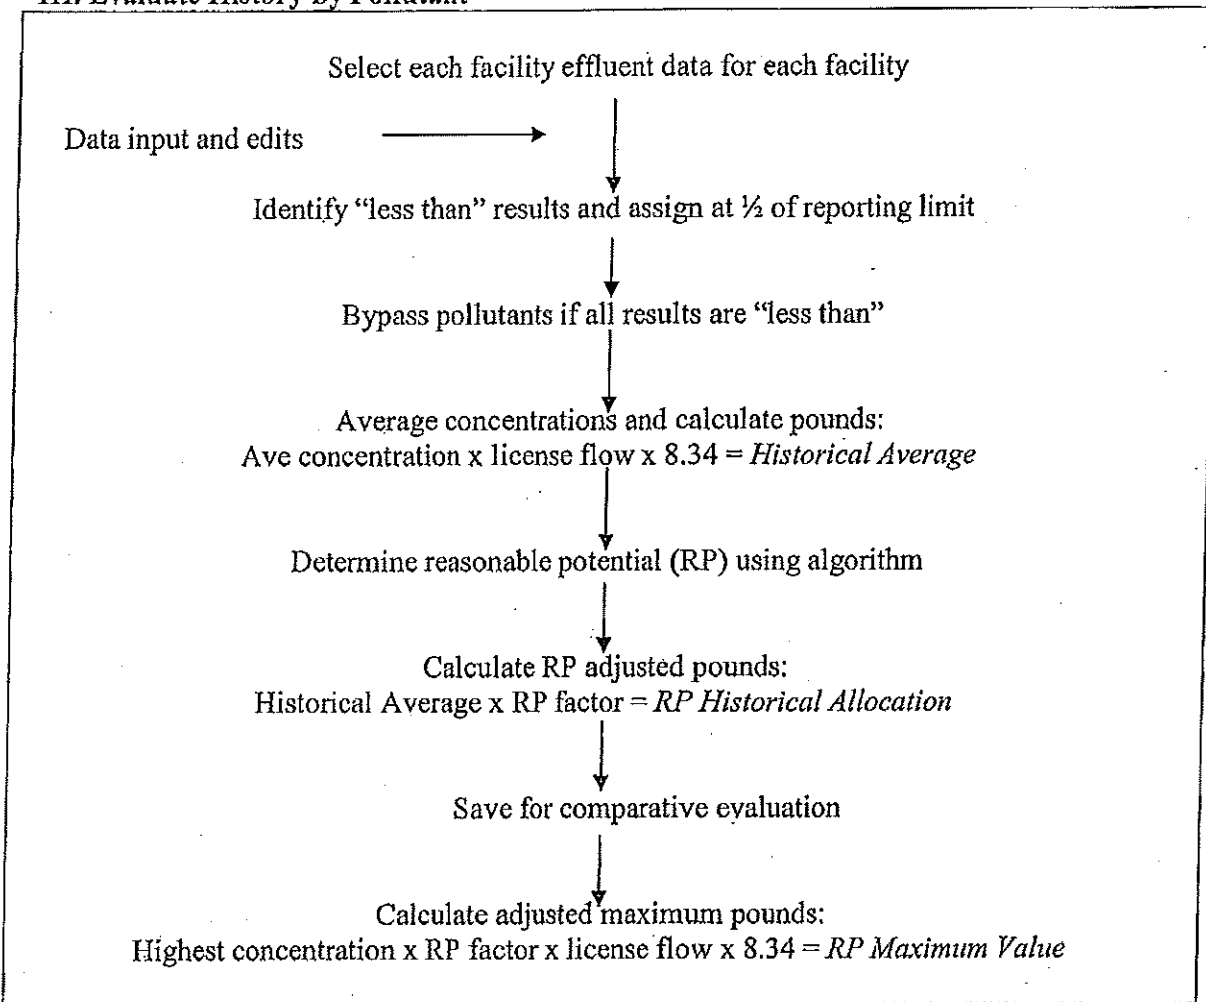 III. Evaluate History by Pollutant
Select each facility effluent data for each facility
Data input and edits
Identify “less than” results and assign at ½ of reporting limit
Bypass pollutants if all results are “less than”
Average concentrations and calculate pounds:
Ave concentration x license flow x 8.34 = Historical Average
Determine reasonable potential (RP) using algorithm
Calculate RP adjusted pounds:
Historical Average x RP factor = RP Historical Allocation
Save for comparative evaluation
Calculate adjusted maximum pounds:
Highest concentration x RP factor x license flow x 8.34 = RP Maximum Value